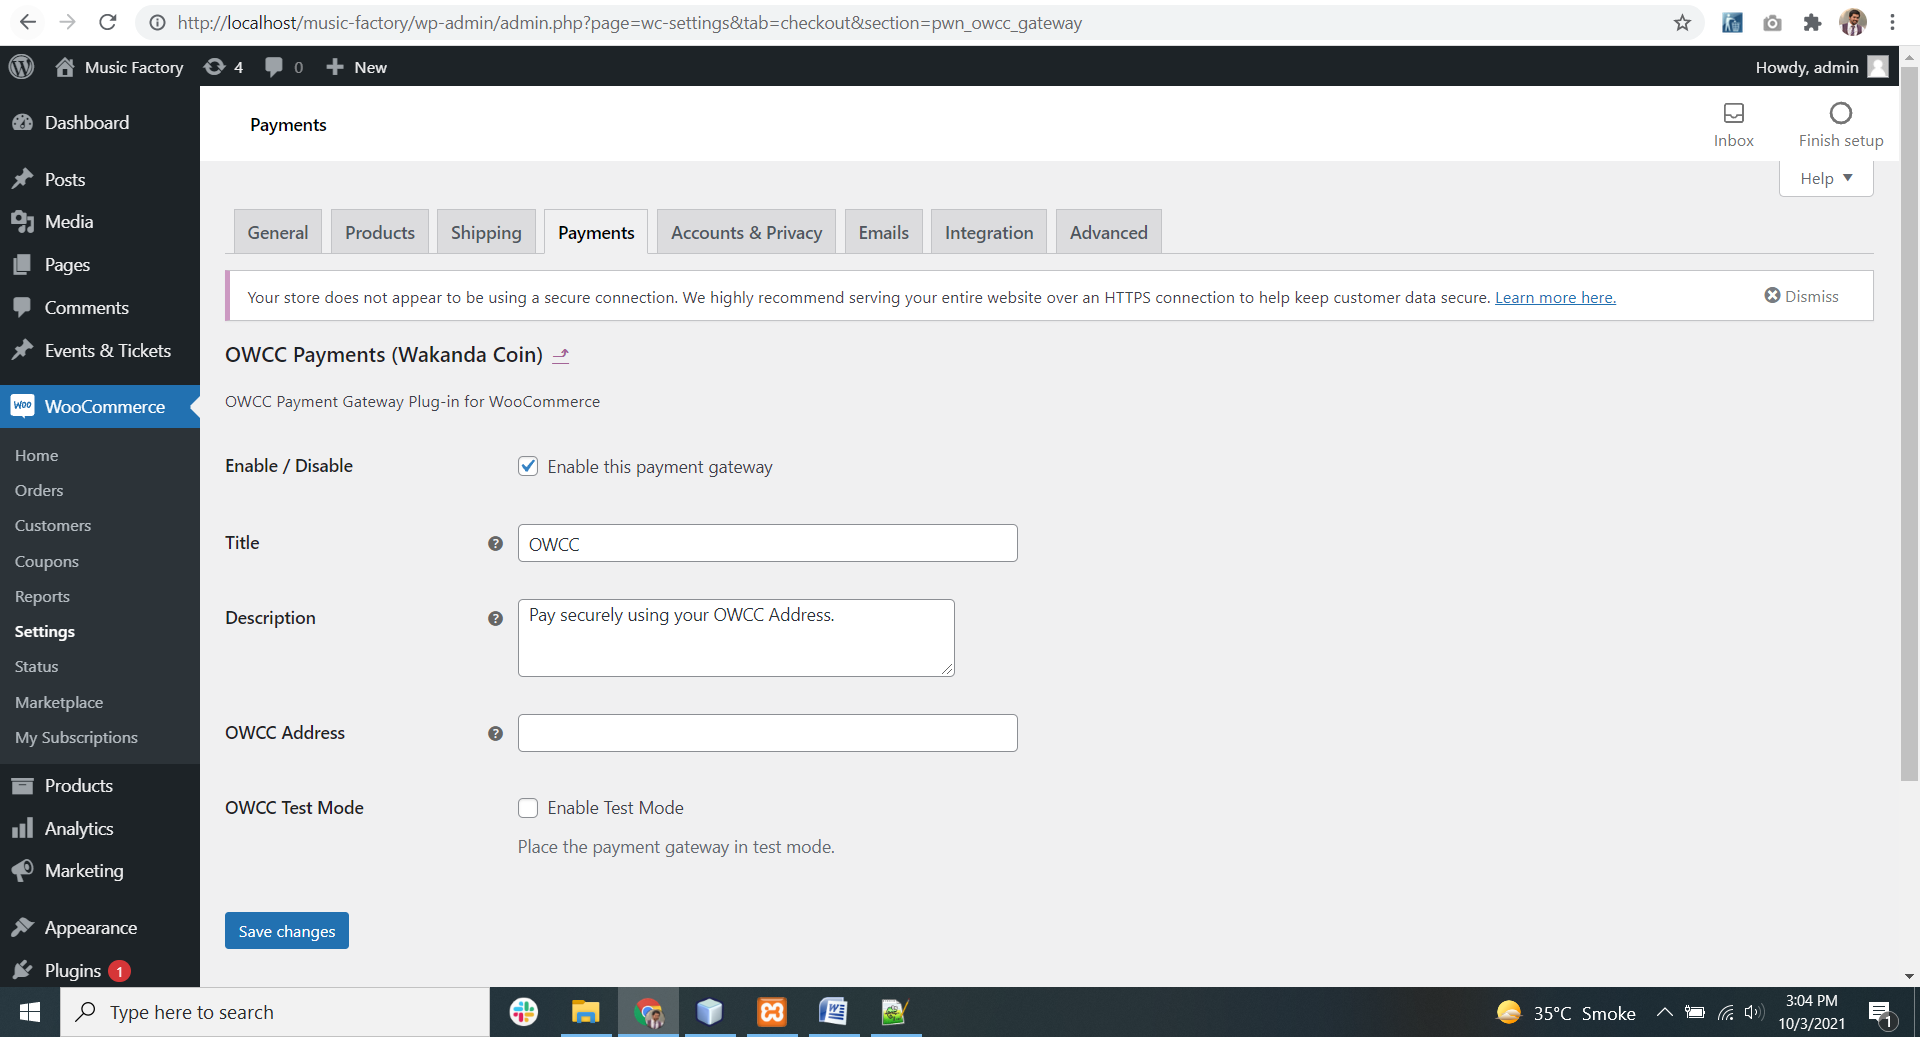 http://localhost/music-factory/wp-admin/admin.php?page=wc-settings&tab=checkout&section=pwn_owcc_gateway
Music Factory 4 0 New
Howdy, admin
Dashboard
Posts
Media
Pages
Comments
Events & Tickets
WOO WooCommerce
Home
Orders
Customers
Coupons
Reports
Settings
Status
Marketplace
My Subscriptions
Products
Analytics
Marketing
Appearance
Plugins 1
Payments
Inbox
Finish setup
Help
General Products Shipping Payments Accounts & Privacy Emails Integration Advanced
Your store does not appear to be using a secure connection. We highly recommend serving your entire website over an HTTPS connection to help keep customer data secure. Learn more here.
Dismiss
OWCC Payments (Wakanda Coin)
OWCC Payment Gateway Plug-in for WooCommerce
Enable / Disable Enable this payment gateway
Title ? OWCC
Description ? Pay securely using your OWCC Address.
OWCC Address ?
OWCC Test Mode Enable Test Mode
Place the payment gateway in test mode.
Save changes
Type here to search
35°C Smoke
3:04 PM
10/3/2021
1